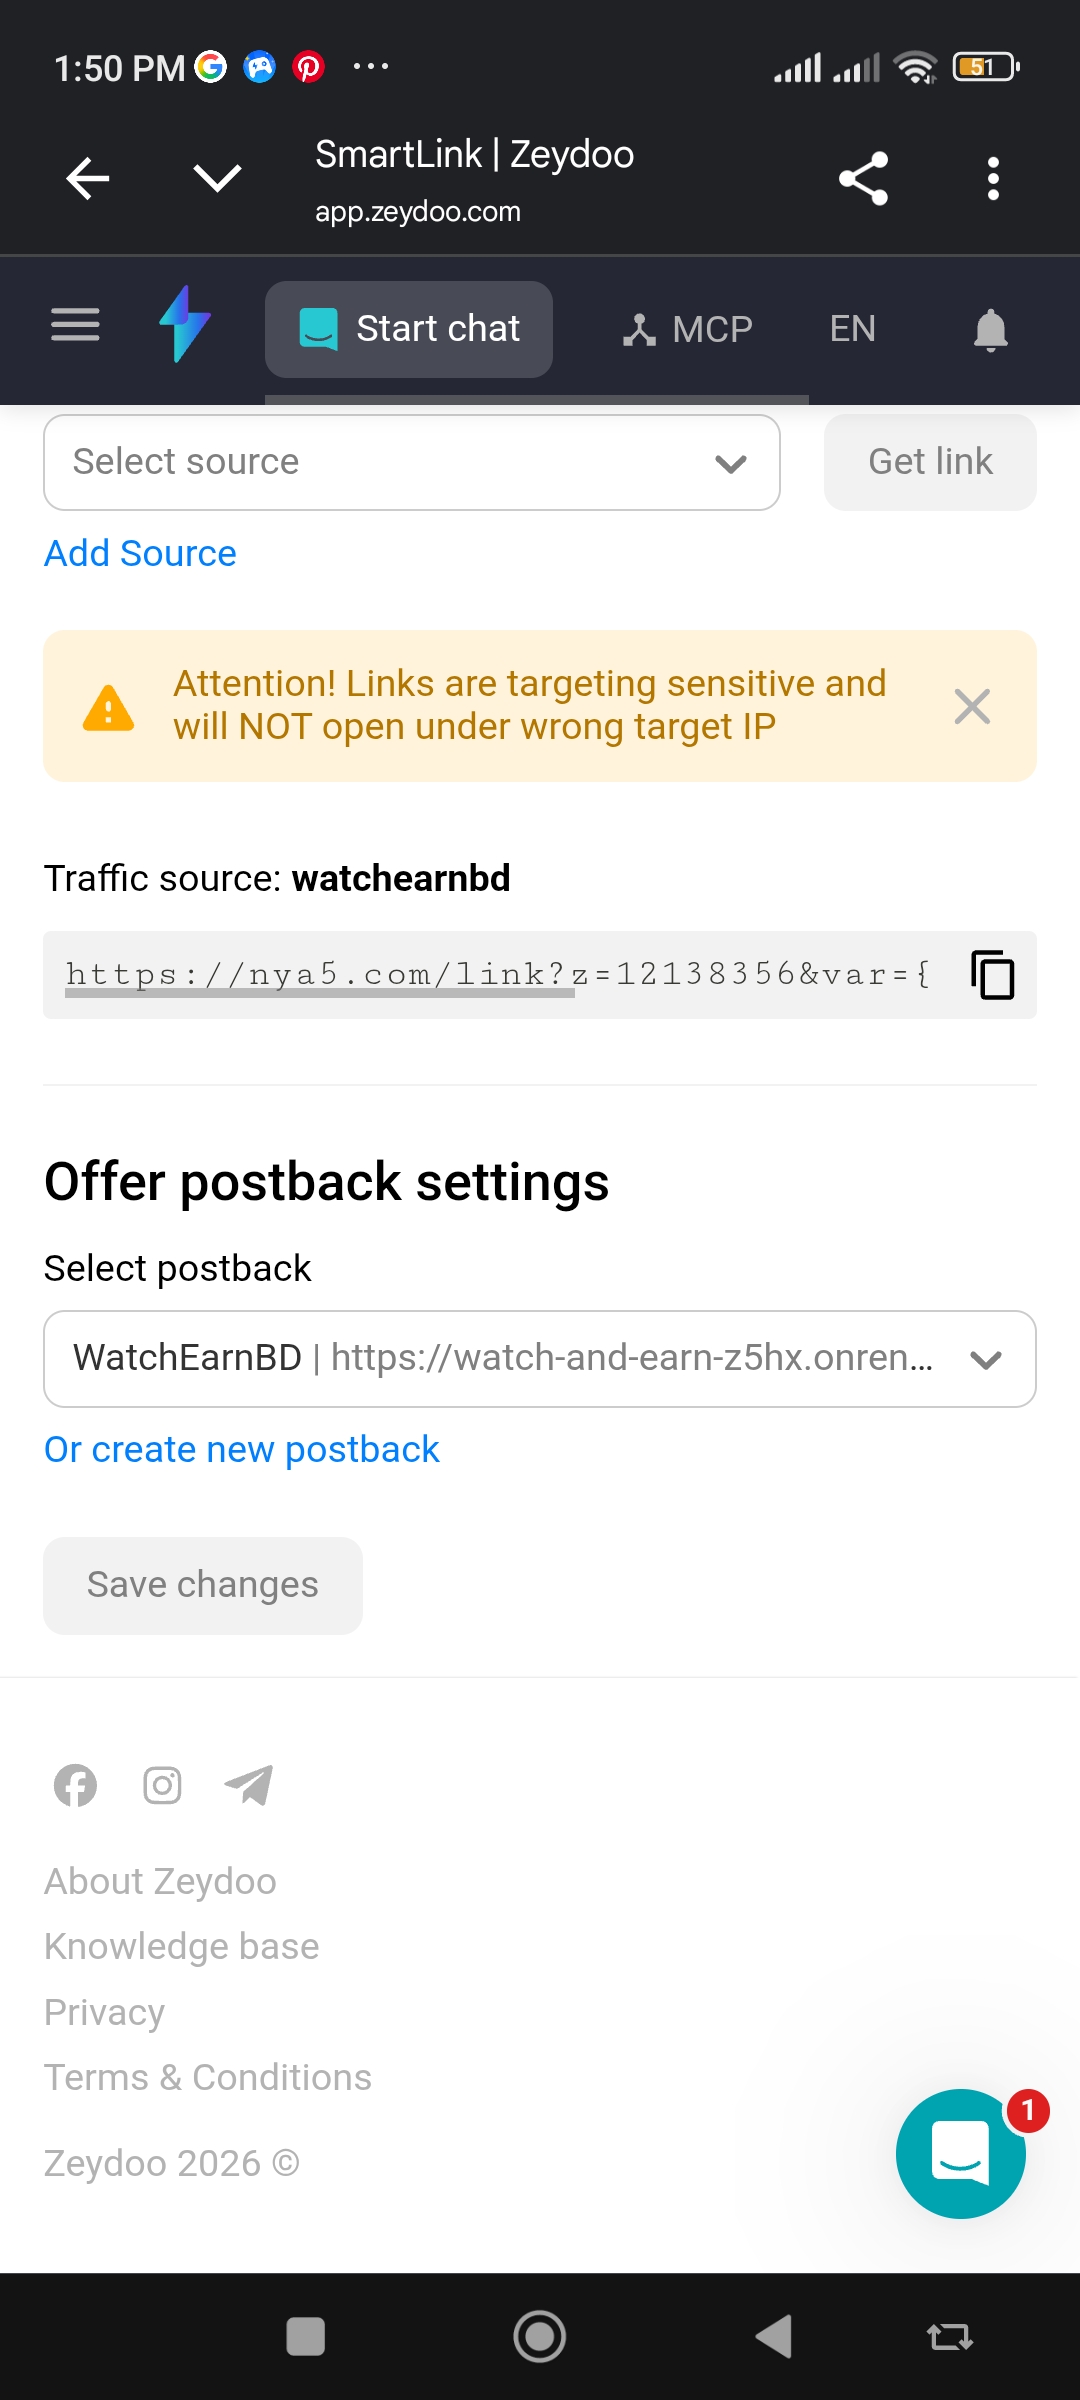 1:50 PM
51
SmartLink | Zeydoo
app.zeydoo.com
Start chat
MCP
EN
Select source
Get link
Add Source
Attention! Links are targeting sensitive and
will NOT open under wrong target IP
Traffic source: watchearnbd
https://nya5.com/link?z=12138356&var={
Offer postback settings
Select postback
WatchEarnBD | https://watch-and-earn-z5hx.onren...
Or create new postback
Save changes
About Zeydoo
Knowledge base
Privacy
Terms & Conditions
1
Zeydoo 2026 ©